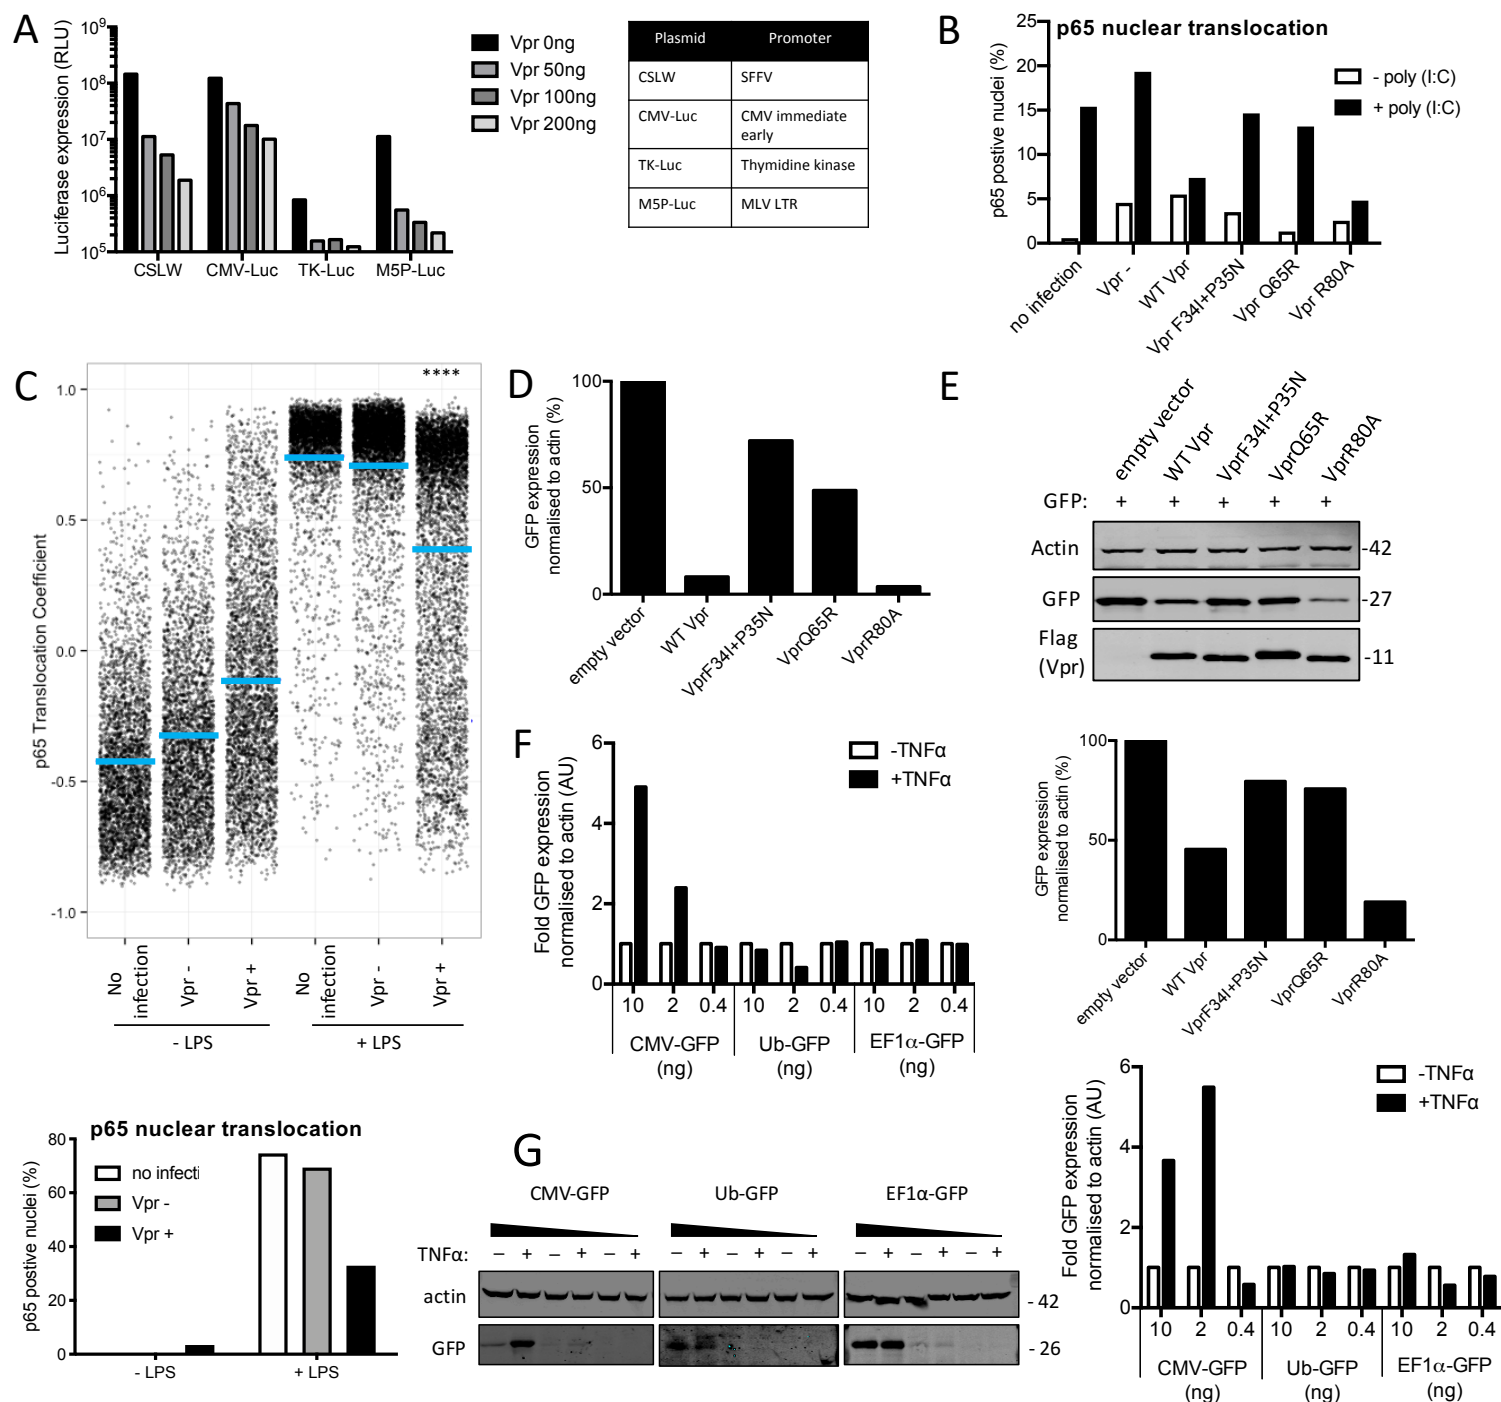 A
Luciferase expression (RLU)
10^9
10^8
10^7
10^6
10^5
CSLW
CMV-Luc
TK-Luc
M5P-Luc
Vpr 0ng
Vpr 50ng
Vpr 100ng
Vpr 200ng
Plasmid Promoter
CSLW SFFV
CMV-Luc CMV immediate
early
TK-Luc Thymidine kinase
M5P-Luc MLV LTR
B
p65 nuclear translocation
p65 postive nuclei (%)
25
20
15
10
5
0
- poly (I:C)
+ poly (I:C)
no infection
Vpr -
WT Vpr
Vpr F34I+P35N
Vpr Q65R
Vpr R80A
C
p65 Translocation Coefficient
****
1.0
0.5
0.0
-0.5
-1.0
No
infection
Vpr -
Vpr +
No
infection
Vpr -
Vpr +
- LPS
+ LPS
p65 nuclear translocation
p65 postive nuclei (%)
80
60
40
20
0
no infecti
Vpr -
Vpr +
- LPS
+ LPS
D
GFP expression
normalised to actin (%)
100
50
0
empty vector
WT Vpr
VprF34I+P35N
VprQ65R
VprR80A
E
empty vector
WT Vpr
VprF34I+P35N
VprQ65R
VprR80A
GFP: + + + + +
Actin -42
GFP -27
Flag
(Vpr) -11
GFP expression
normalised to actin (%)
100
50
0
empty vector
WT Vpr
VprF34I+P35N
VprQ65R
VprR80A
F
Fold GFP expression
normalised to actin (AU)
6
4
2
0
-TNFα
+TNFα
10 2 0.4 10 2 0.4 10 2 0.4
CMV-GFP Ub-GFP EF1α-GFP
(ng) (ng) (ng)
G
CMV-GFP Ub-GFP EF1α-GFP
TNFα: – + – + – + – + – + – + – + – + – +
actin - 42
GFP - 26
Fold GFP expression
normalised to actin (AU)
6
4
2
0
-TNFα
+TNFα
10 2 0.4 10 2 0.4 10 2 0.4
CMV-GFP Ub-GFP EF1α-GFP
(ng) (ng) (ng)